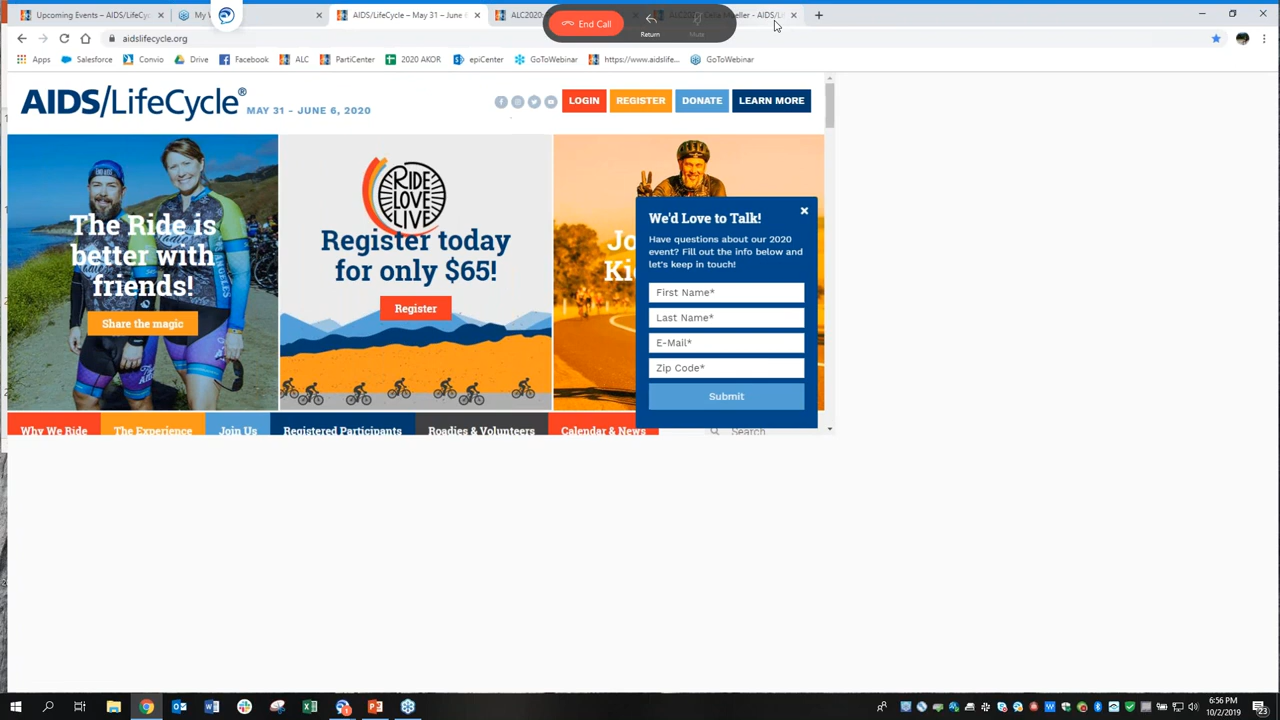 Upcoming Events – AIDS/LifeCyc
My
AIDS/LifeCycle – May 31 – June
ALC2020:
Moeller - AIDS/Li
End Call
Return
Mute
aidslifecycle.org
Apps
Salesforce
Convio
Drive
Facebook
ALC
PartiCenter
2020 AKOR
epiCenter
GoToWebinar
https://www.aidslife...
GoToWebinar
AIDS/LifeCycle®
MAY 31 - JUNE 6, 2020
LOGIN
REGISTER
DONATE
LEARN MORE
The Ride is
better with
friends!
Share the magic
RIDE
LOVE
LIVE
Register today
for only $65!
Register
Jo
Ki
We'd Love to Talk!
Have questions about our 2020
event? Fill out the info below and
let's keep in touch!
First Name*
Last Name*
E-Mail*
Zip Code*
Submit
Why We Ride
The Experience
Join Us
Registered Participants
Roadies & Volunteers
Calendar & News
Search
6:56 PM
10/2/2019
23